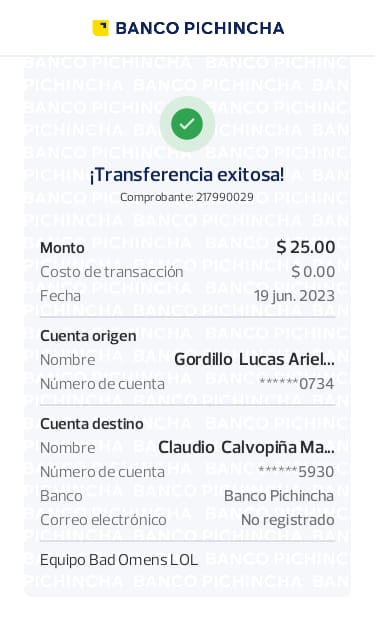 BANCO PICHINCHA
¡Transferencia exitosa!
Comprobante: 217990029
Monto $ 25.00
Costo de transacción $ 0.00
Fecha 19 jun. 2023
Cuenta origen
Nombre Gordillo Lucas Ariel...
Número de cuenta ******0734
Cuenta destino
Nombre Claudio Calvopiña Ma...
Número de cuenta ******5930
Banco Banco Pichincha
Correo electrónico No registrado
Equipo Bad Omens LOL